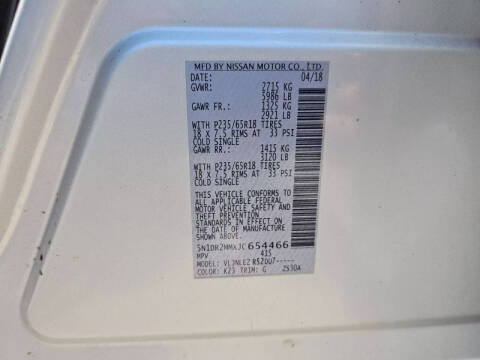 MFD BY NISSAN MOTOR CO., LTD.
DATE: 04/18
GVWR: 2715 KG
5986 LB
GAWR FR.: 1325 KG
2921 LB
WITH P235/65R18 TIRES
18 x 7.5 RIMS AT 33 PSI
COLD SINGLE
GAWR RR.: 1415 KG
3120 LB
WITH P235/65R18 TIRES
18 x 7.5 RIMS AT 33 PSI
COLD SINGLE
THIS VEHICLE CONFORMS TO
ALL APPLICABLE FEDERAL
MOTOR VEHICLE SAFETY AND
THEFT PREVENTION
STANDARDS IN EFFECT ON THE
DATE OF MANUFACTURE
SHOWN ABOVE.
5N1DR2MMXJC654466
MPV 415
MODEL:
COLOR: K23 TRIM: G 2530A